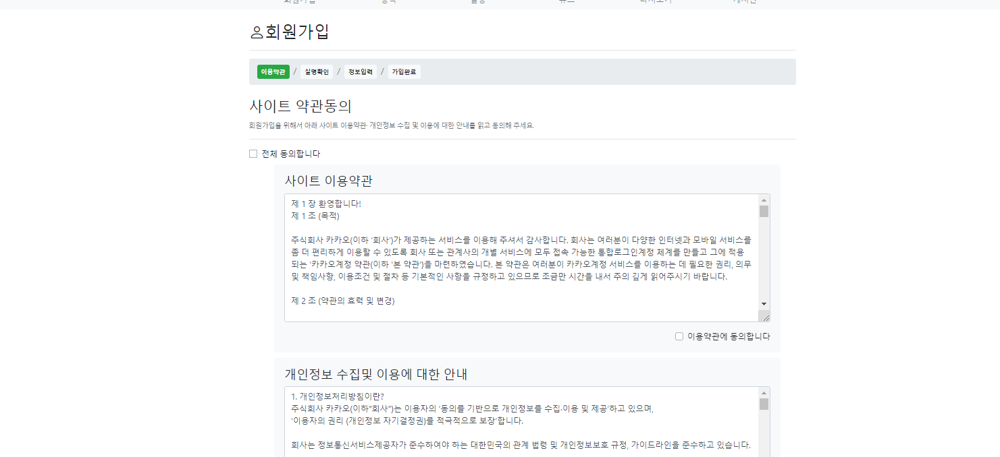 회원가입
회원가입
이용약관 / 실명확인 / 정보입력 / 가입완료
사이트 약관동의
회원가입을 위해서 아래 사이트 이용약관· 개인정보 수집 및 이용에 대한 안내를 읽고 동의해 주세요.
전체 동의합니다
사이트 이용약관
제 1 장 환영합니다!
제 1 조 (목적)
주식회사 카카오(이하 ‘회사’)가 제공하는 서비스를 이용해 주셔서 감사합니다. 회사는 여러분이 다양한 인터넷과 모바일 서비스를
좀 더 편리하게 이용할 수 있도록 회사 또는 관계사의 개별 서비스에 모두 접속 가능한 통합로그인계정 체계를 만들고 그에 적용
되는 '카카오계정 약관(이하 '본 약관')을 마련하였습니다. 본 약관은 여러분이 카카오계정 서비스를 이용하는 데 필요한 권리, 의무
및 책임사항, 이용조건 및 절차 등 기본적인 사항을 규정하고 있으므로 조금만 시간을 내서 주의 깊게 읽어주시기 바랍니다.
제 2 조 (약관의 효력 및 변경)
이용약관에 동의합니다
개인정보 수집및 이용에 대한 안내
1. 개인정보처리방침이란?
주식회사 카카오(이하"회사")는 이용자의 ‘동의를 기반으로 개인정보를 수집·이용 및 제공’하고 있으며,
‘이용자의 권리 (개인정보 자기결정권)를 적극적으로 보장’합니다.
회사는 정보통신서비스제공자가 준수하여야 하는 대한민국의 관계 법령 및 개인정보보호 규정, 가이드라인을 준수하고 있습니다.